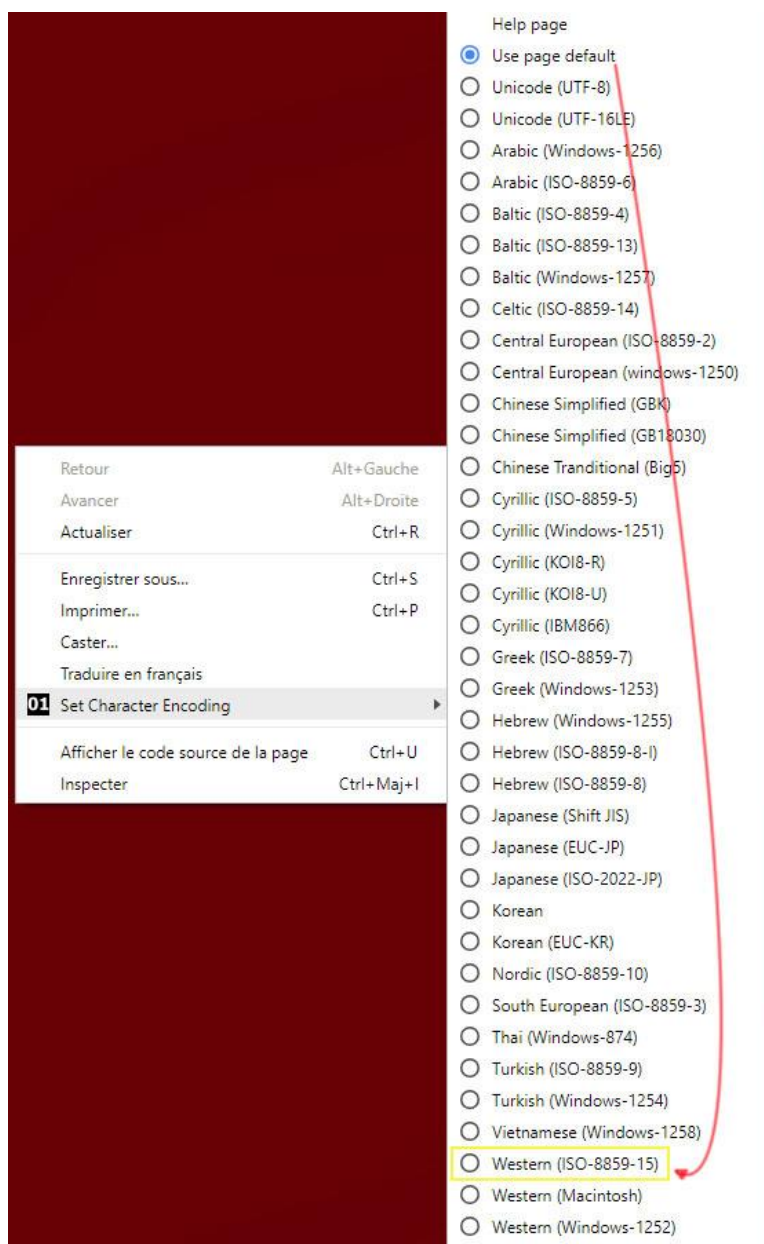 Help page
Use page default
Unicode (UTF-8)
Unicode (UTF-16LE)
Arabic (Windows-1256)
Arabic (ISO-8859-6)
Baltic (ISO-8859-4)
Baltic (ISO-8859-13)
Baltic (Windows-1257)
Celtic (ISO-8859-14)
Central European (ISO-8859-2)
Central European (windows-1250)
Chinese Simplified (GBK)
Chinese Simplified (GB18030)
Chinese Tranditional (Big5)
Cyrillic (ISO-8859-5)
Cyrillic (Windows-1251)
Cyrillic (KOI8-R)
Cyrillic (KOI8-U)
Cyrillic (IBM866)
Greek (ISO-8859-7)
Greek (Windows-1253)
Hebrew (Windows-1255)
Hebrew (ISO-8859-8-I)
Hebrew (ISO-8859-8)
Japanese (Shift JIS)
Japanese (EUC-JP)
Japanese (ISO-2022-JP)
Korean
Korean (EUC-KR)
Nordic (ISO-8859-10)
South European (ISO-8859-3)
Thai (Windows-874)
Turkish (ISO-8859-9)
Turkish (Windows-1254)
Vietnamese (Windows-1258)
Western (ISO-8859-15)
Western (Macintosh)
Western (Windows-1252)
Retour Alt+Gauche
Avancer Alt+Droite
Actualiser Ctrl+R
Enregistrer sous... Ctrl+S
Imprimer... Ctrl+P
Caster...
Traduire en français
01 Set Character Encoding
Afficher le code source de la page Ctrl+U
Inspecter Ctrl+Maj+I